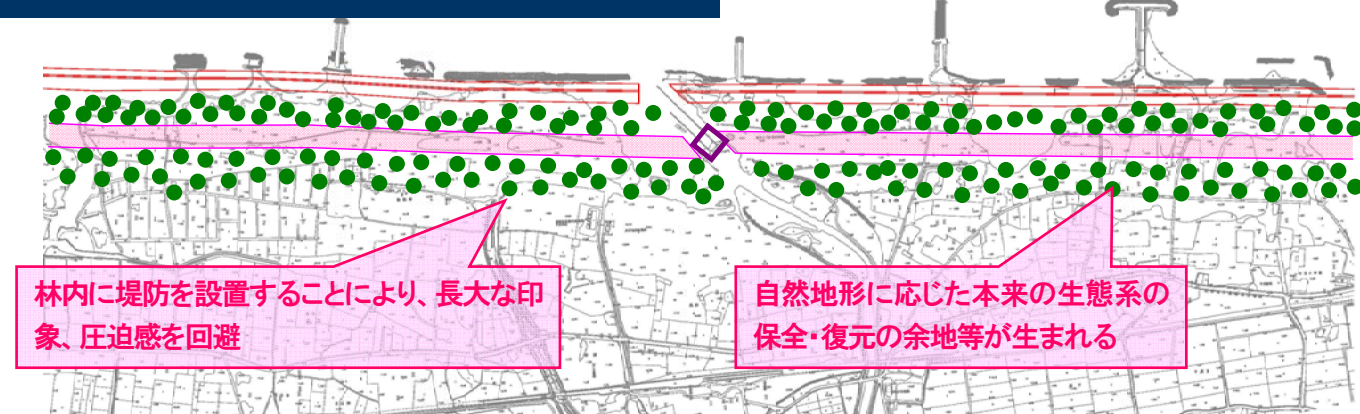 林内に堤防を設置することにより、長大な印
象、圧迫感を回避
自然地形に応じた本来の生態系の
保全・復元の余地等が生まれる